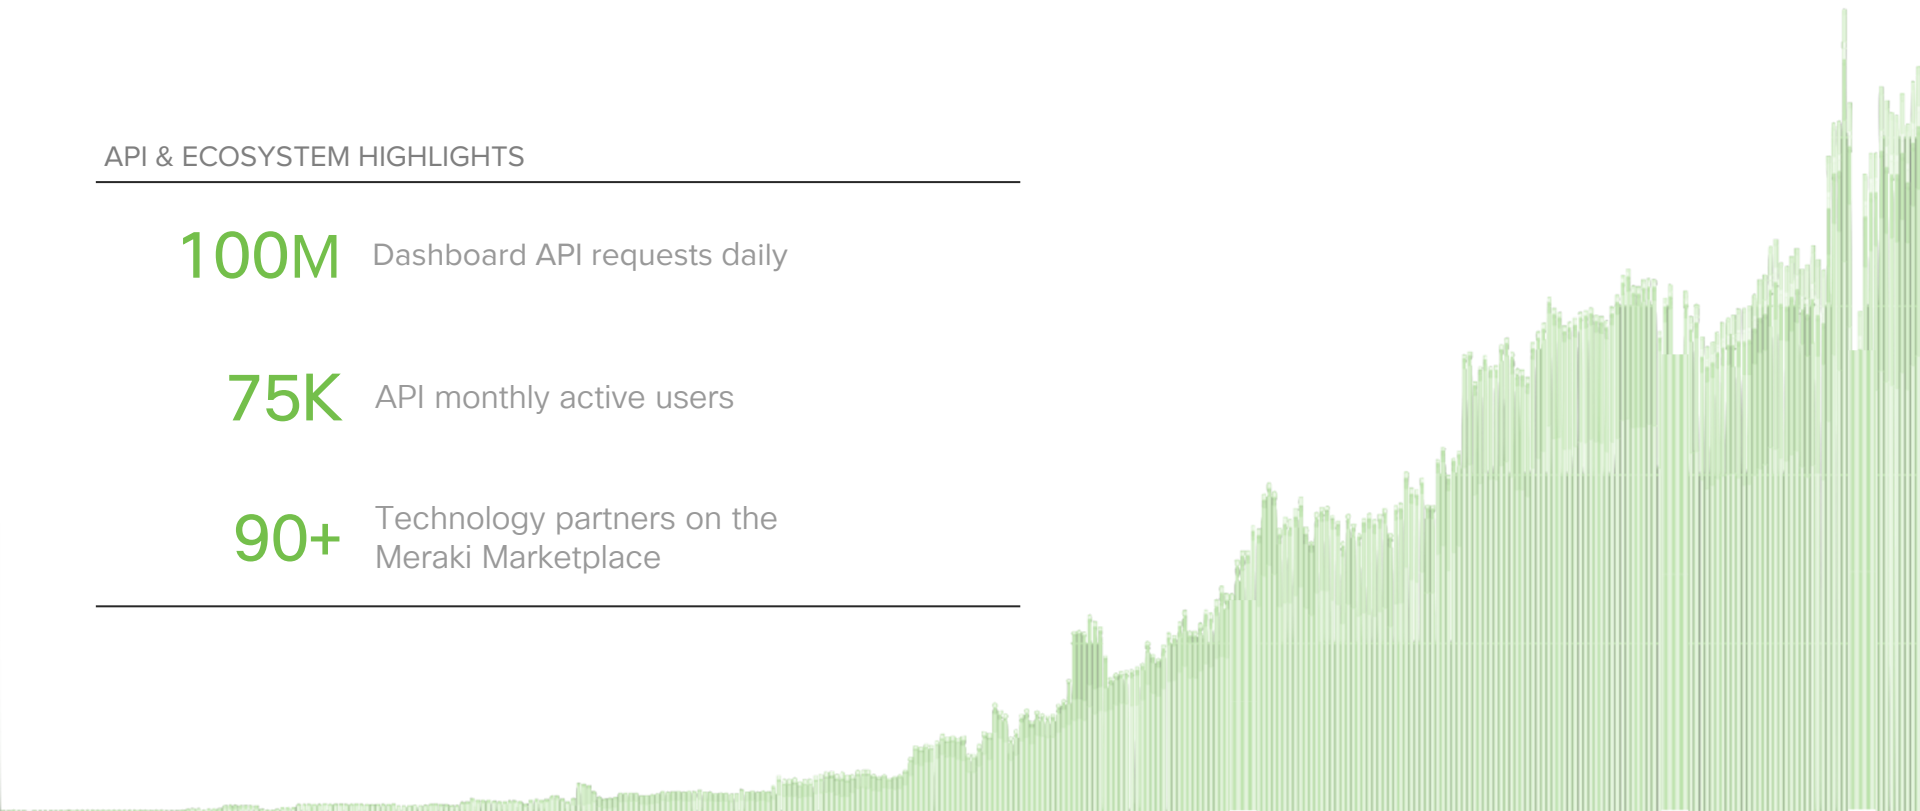 API & ECOSYSTEM HIGHLIGHTS
100M Dashboard API requests daily
75K API monthly active users
90+ Technology partners on the
Meraki Marketplace